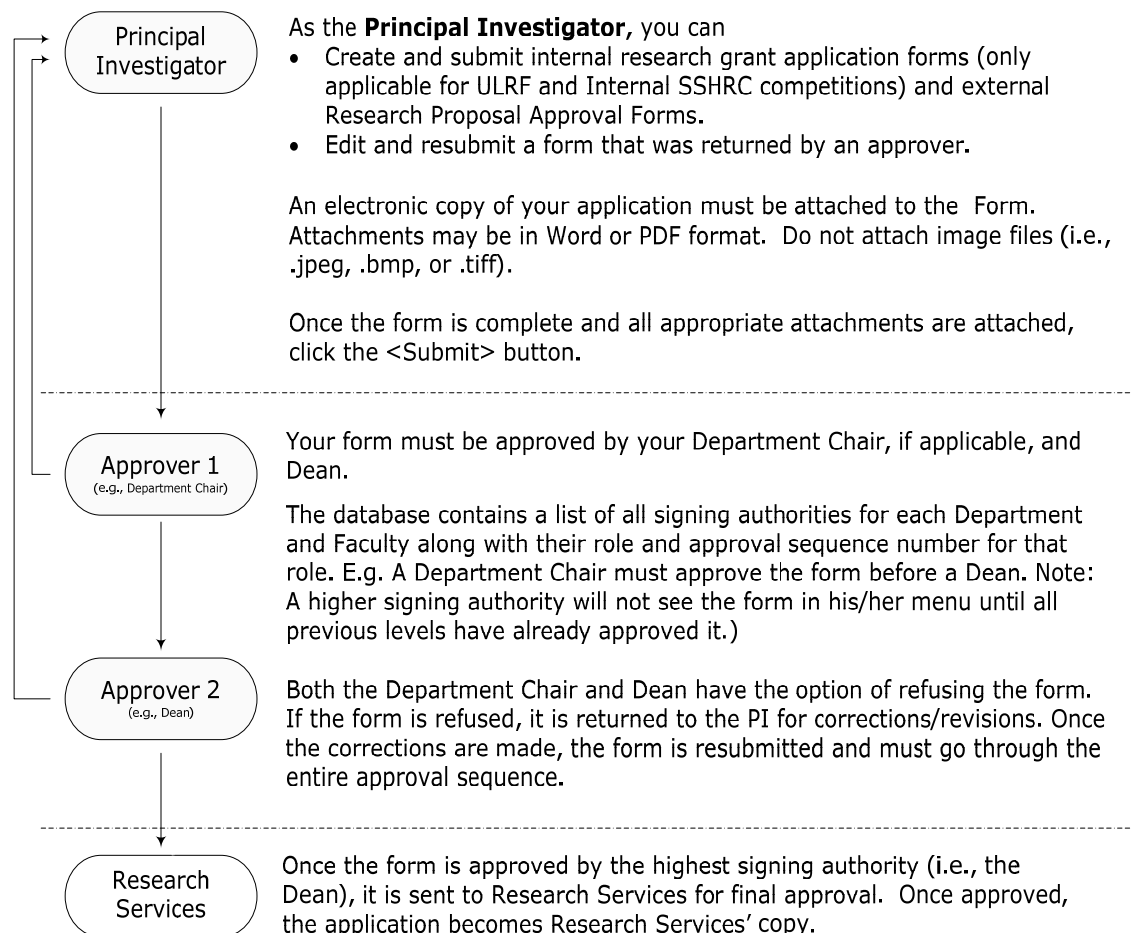 Principal
Investigator
As the Principal Investigator, you can
• Create and submit internal research grant application forms (only
applicable for ULRF and Internal SSHRC competitions) and external
Research Proposal Approval Forms.
• Edit and resubmit a form that was returned by an approver.
An electronic copy of your application must be attached to the  Form.
Attachments may be in Word or PDF format.  Do not attach image files (i.e.,
.jpeg, .bmp, or .tiff).
Once the form is complete and all appropriate attachments are attached,
click the <Submit> button.
Approver 1
(e.g., Department Chair)
Your form must be approved by your Department Chair, if applicable, and
Dean.
The database contains a list of all signing authorities for each Department
and Faculty along with their role and approval sequence number for that
role. E.g. A Department Chair must approve the form before a Dean. Note:
A higher signing authority will not see the form in his/her menu until all
previous levels have already approved it.)
Approver 2
(e.g., Dean)
Both the Department Chair and Dean have the option of refusing the form.
If the form is refused, it is returned to the PI for corrections/revisions. Once
the corrections are made, the form is resubmitted and must go through the
entire approval sequence.
Research
Services
Once the form is approved by the highest signing authority (i.e., the
Dean), it is sent to Research Services for final approval.  Once approved,
the application becomes Research Services' copy.